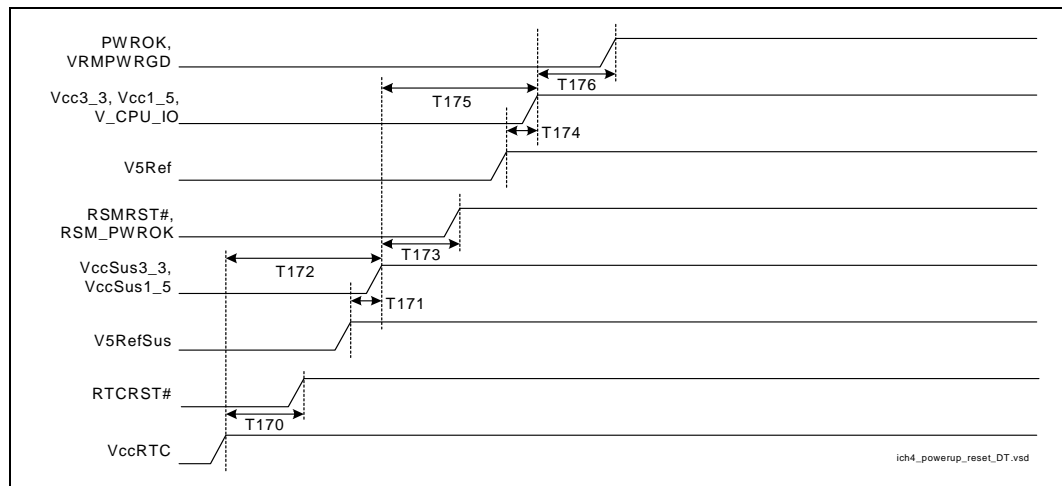 PWROK,
VRMPWRGD
T176
Vcc3_3, Vcc1_5,
V_CPU_IO
T175
T174
V5Ref
RSMRST#,
RSM_PWROK
T173
T172
VccSus3_3,
VccSus1_5
T171
V5RefSus
RTCRST#
T170
VccRTC
ich4_powerup_reset_DT.vsd